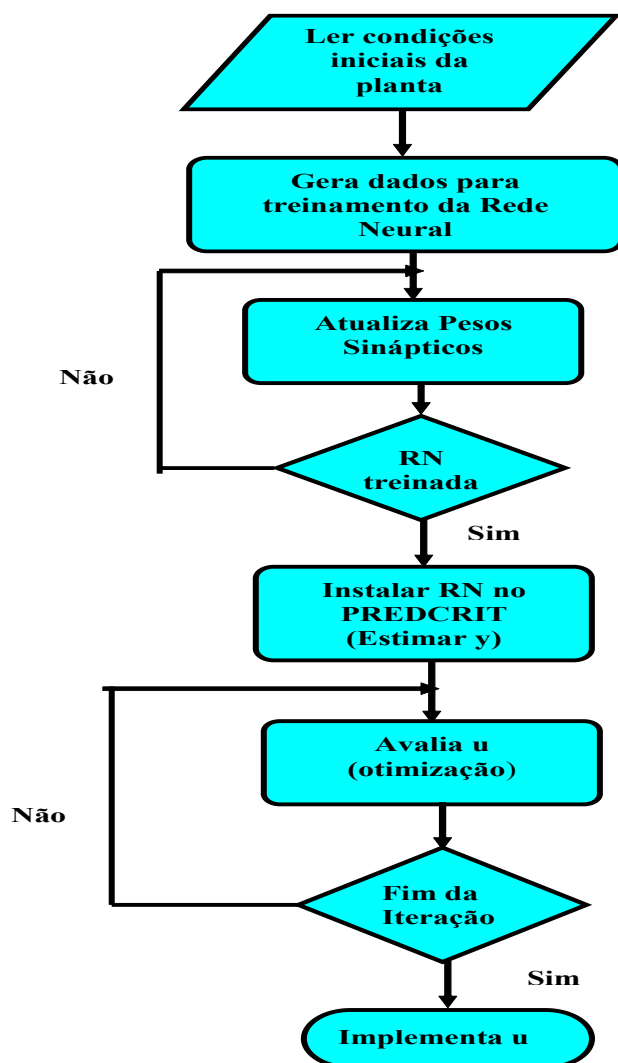 Ler condições
iniciais da
planta
Gera dados para
treinamento da Rede
Neural
Atualiza Pesos
Sinápticos
Não
RN
treinada
Sim
Instalar RN no
PREDCRIT
(Estimar y)
Avalia u
(otimização)
Não
Fim da
Iteração
Sim
Implementa u